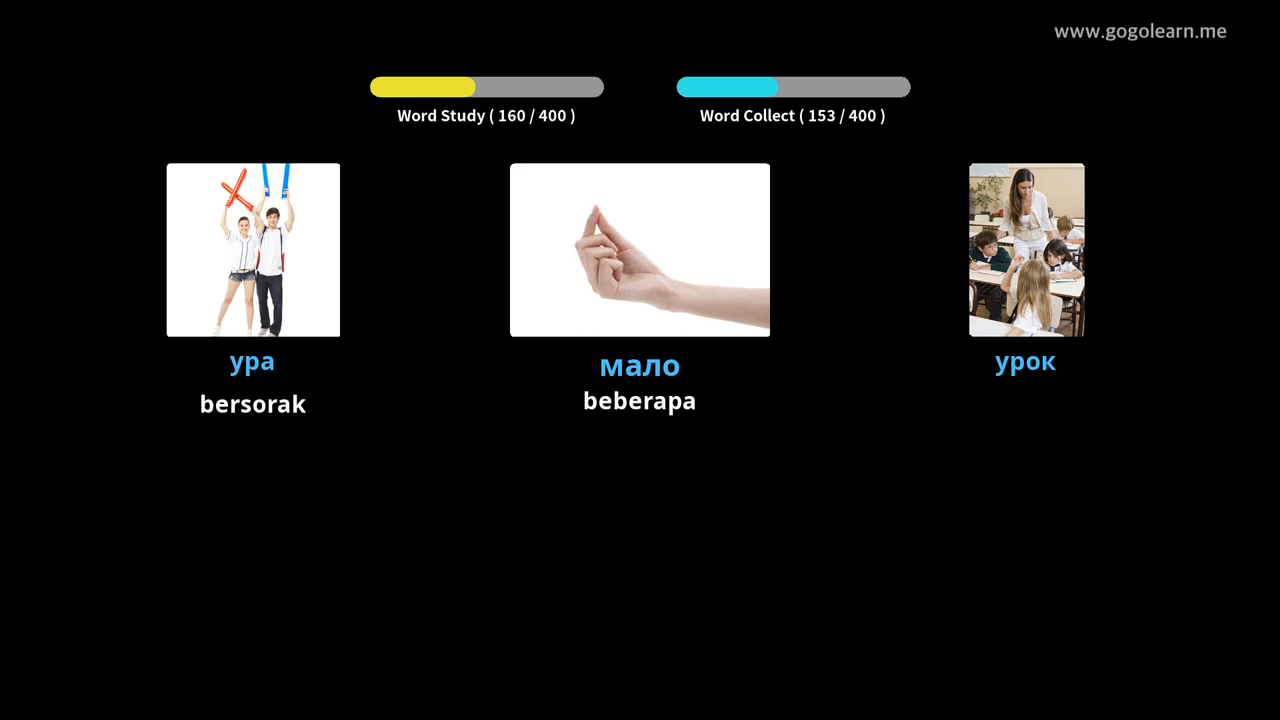 www.gogolearn.me
Word Study ( 160 / 400 )
Word Collect ( 153 / 400 )
ура
мало
урок
bersorak
beberapa